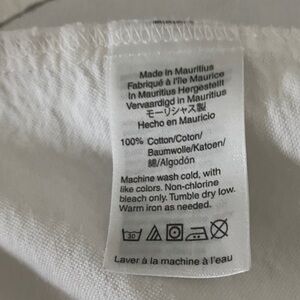 Made in Mauritius
Fabriqué à l'île Maurice
In Mauritius Hergestellt
Vervaardigd in Mauritius
モーリシャス製
Hecho en Mauricio
100% Cotton/Coton/
Baumwolle/Katoen/
綿/Algodón
Machine wash cold, with
like colors. Non-chlorine
bleach only. Tumble dry low.
Warm iron as needed.
30
Laver à la machine à l'eau